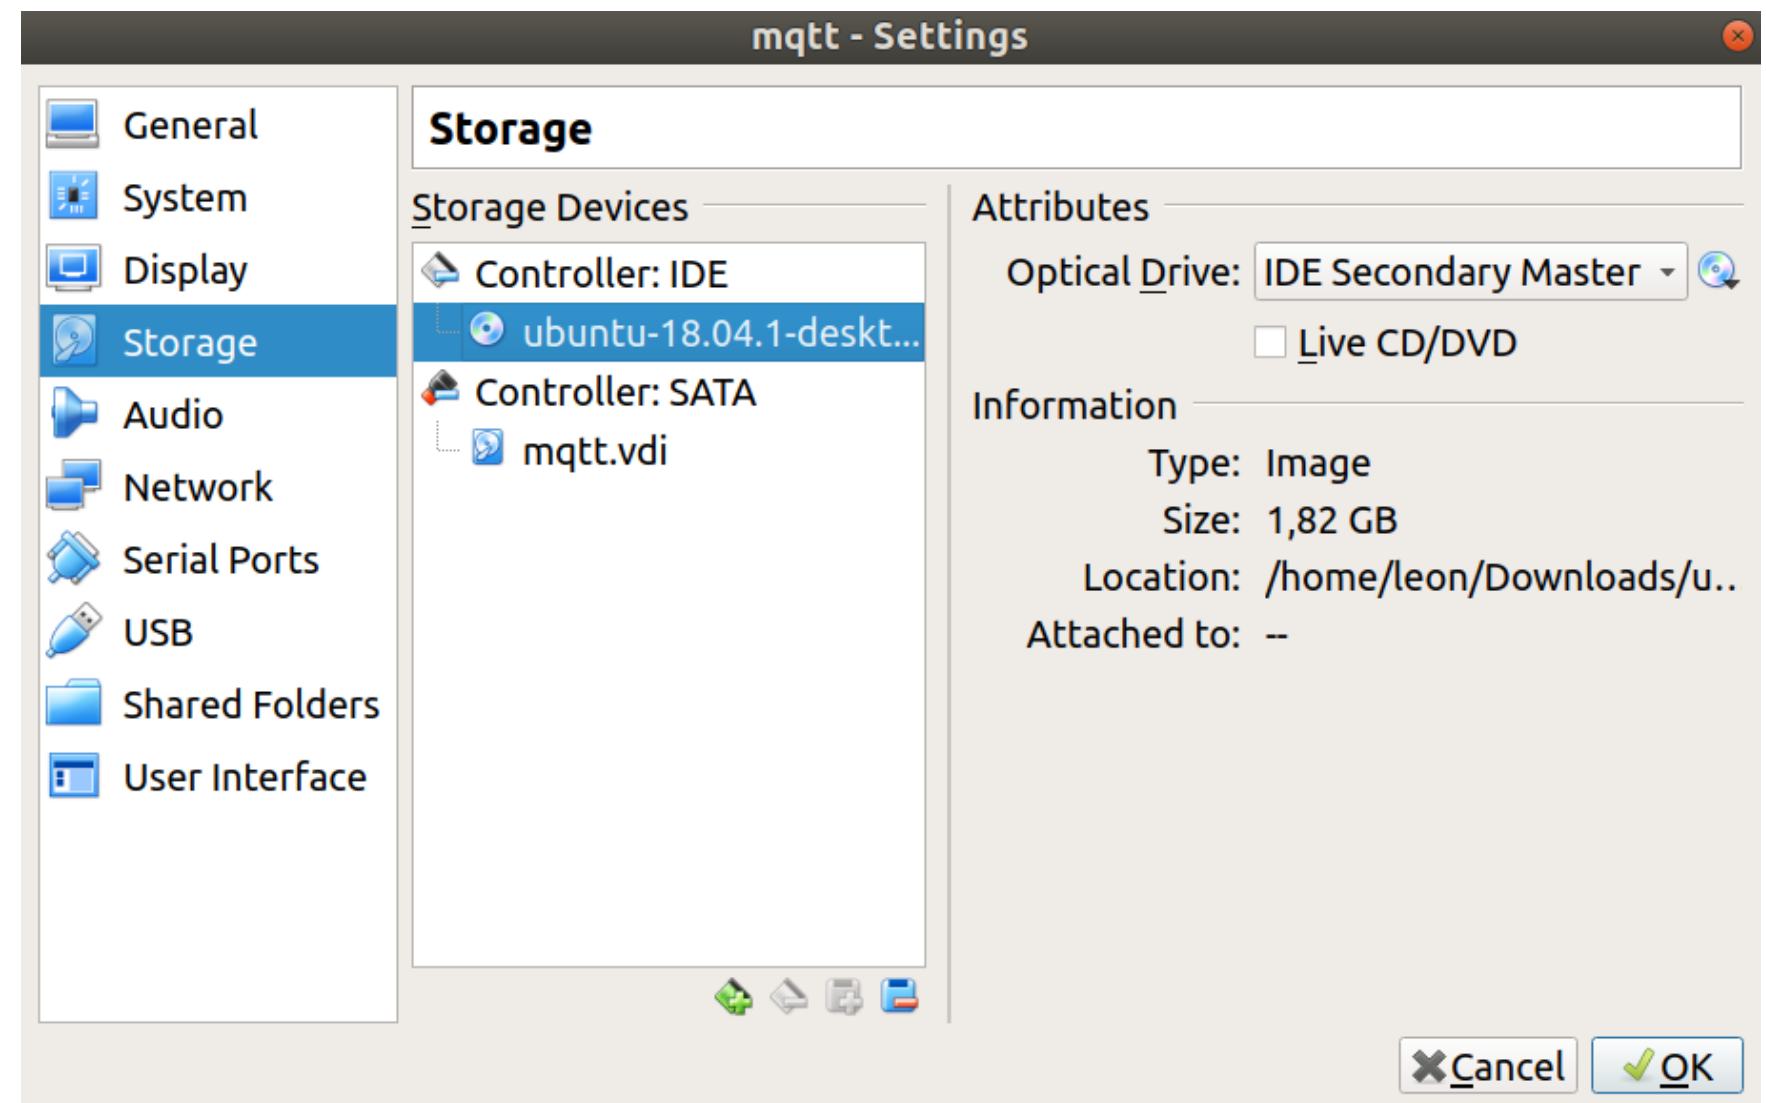 mqtt - Settings
General
System
Display
Storage
Audio
Network
Serial Ports
USB
Shared Folders
User Interface
Storage
Storage Devices
Controller: IDE
ubuntu-18.04.1-deskt...
Controller: SATA
mqtt.vdi
Attributes
Optical Drive: IDE Secondary Master
Live CD/DVD
Information
Type: Image
Size: 1,82 GB
Location: /home/leon/Downloads/u..
Attached to: --
Cancel
OK